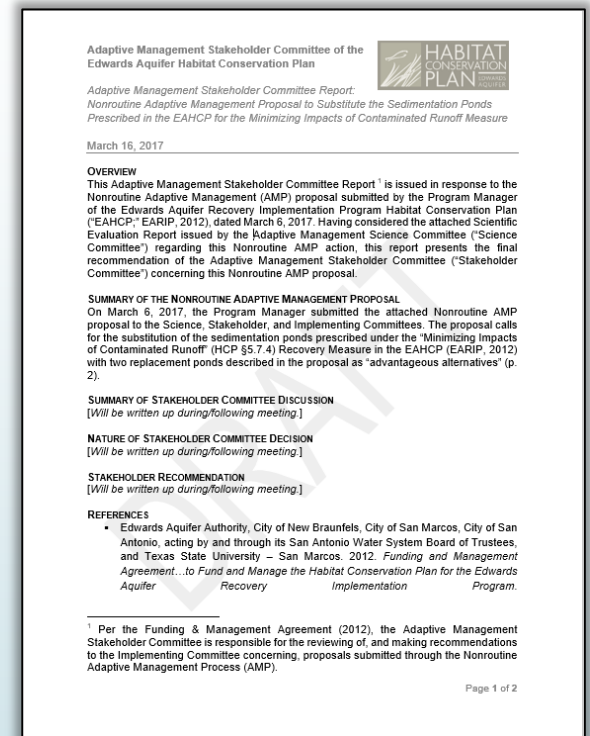 Adaptive Management Stakeholder Committee of the
Edwards Aquifer Habitat Conservation Plan
HABITAT
CONSERVATION
PLAN EDWARDS
AQUIFER
Adaptive Management Stakeholder Committee Report:
Nonroutine Adaptive Management Proposal to Substitute the Sedimentation Ponds
Prescribed in the EAHCP for the Minimizing Impacts of Contaminated Runoff Measure
March 16, 2017
OVERVIEW
This Adaptive Management Stakeholder Committee Report 1 is issued in response to the
Nonroutine Adaptive Management (AMP) proposal submitted by the Program Manager
of the Edwards Aquifer Recovery Implementation Program Habitat Conservation Plan
("EAHCP;" EARIP, 2012), dated March 6, 2017. Having considered the attached Scientific
Evaluation Report issued by the Adaptive Management Science Committee ("Science
Committee") regarding this Nonroutine AMP action, this report presents the final
recommendation of the Adaptive Management Stakeholder Committee ("Stakeholder
Committee") concerning this Nonroutine AMP proposal.
SUMMARY OF THE NONROUTINE ADAPTIVE MANAGEMENT PROPOSAL
On March 6, 2017, the Program Manager submitted the attached Nonroutine AMP
proposal to the Science, Stakeholder, and Implementing Committees. The proposal calls
for the substitution of the sedimentation ponds prescribed under the "Minimizing Impacts
of Contaminated Runoff" (HCP §5.7.4) Recovery Measure in the EAHCP (EARIP, 2012)
with two replacement ponds described in the proposal as "advantageous alternatives" (p.
2).
SUMMARY OF STAKEHOLDER COMMITTEE DISCUSSION
[Will be written up during/following meeting.]
NATURE OF STAKEHOLDER COMMITTEE DECISION
[Will be written up during/following meeting.]
STAKEHOLDER RECOMMENDATION
[Will be written up during/following meeting.]
REFERENCES
▪ Edwards Aquifer Authority, City of New Braunfels, City of San Marcos, City of San
Antonio, acting by and through its San Antonio Water System Board of Trustees,
and Texas State University – San Marcos. 2012. Funding and Management
Agreement…to Fund and Manage the Habitat Conservation Plan for the Edwards
Aquifer Recovery Implementation Program.
1 Per the Funding & Management Agreement (2012), the Adaptive Management
Stakeholder Committee is responsible for the reviewing of, and making recommendations
to the Implementing Committee concerning, proposals submitted through the Nonroutine
Adaptive Management Process (AMP).
Page 1 of 2
DRAFT